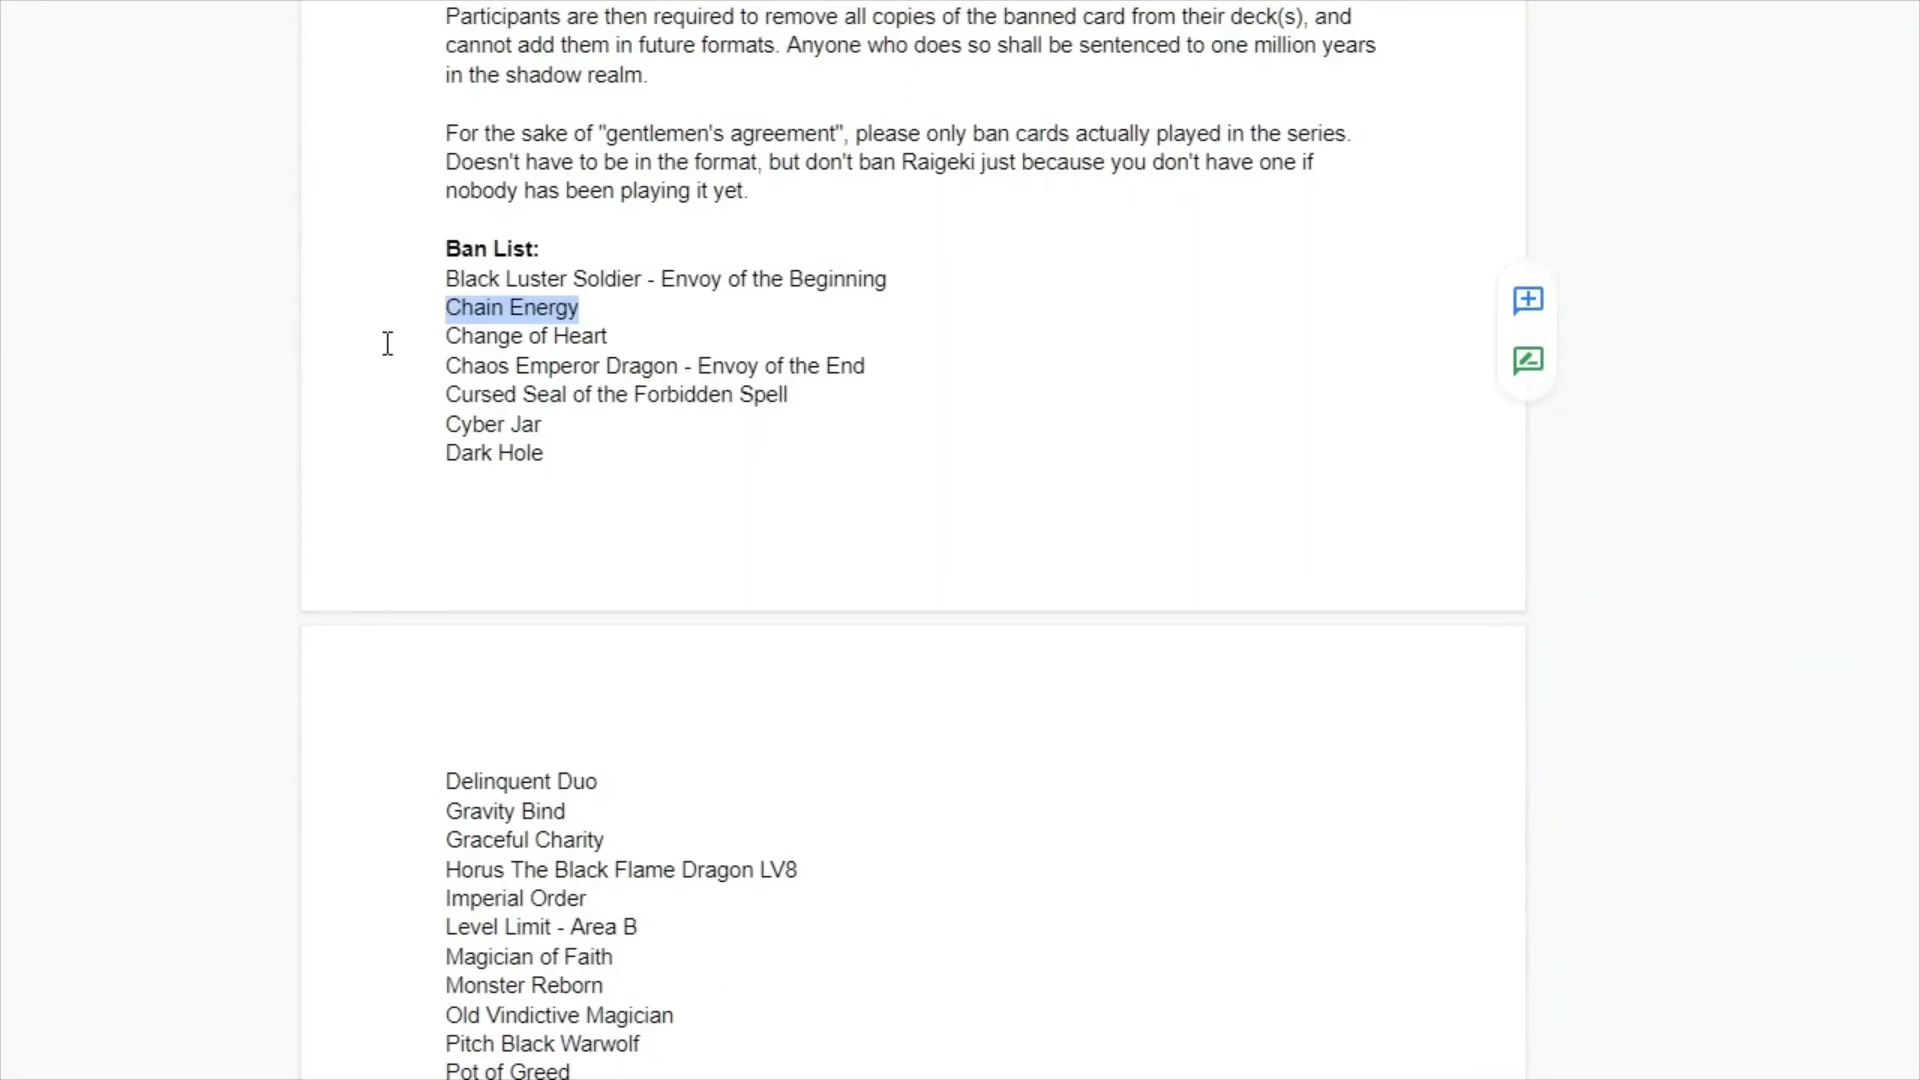 Participants are then required to remove all copies of the banned card from their deck(s), and
cannot add them in future formats. Anyone who does so shall be sentenced to one million years
in the shadow realm.
For the sake of "gentlemen's agreement", please only ban cards actually played in the series.
Doesn't have to be in the format, but don't ban Raigeki just because you don't have one if
nobody has been playing it yet.
Ban List:
Black Luster Soldier - Envoy of the Beginning
Chain Energy
Change of Heart
Chaos Emperor Dragon - Envoy of the End
Cursed Seal of the Forbidden Spell
Cyber Jar
Dark Hole
Delinquent Duo
Gravity Bind
Graceful Charity
Horus The Black Flame Dragon LV8
Imperial Order
Level Limit - Area B
Magician of Faith
Monster Reborn
Old Vindictive Magician
Pitch Black Warwolf
Pot of Greed